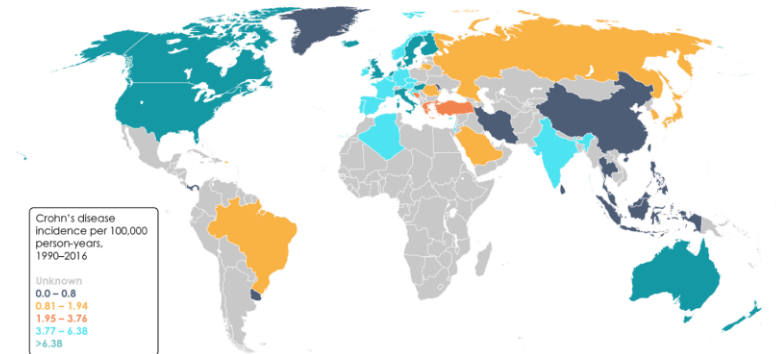 Crohn's disease
incidence per 100,000
person-years,
1990–2016
Unknown
0.0 – 0.8
0.81 – 1.94
1.95 – 3.76
3.77 – 6.38
>6.38